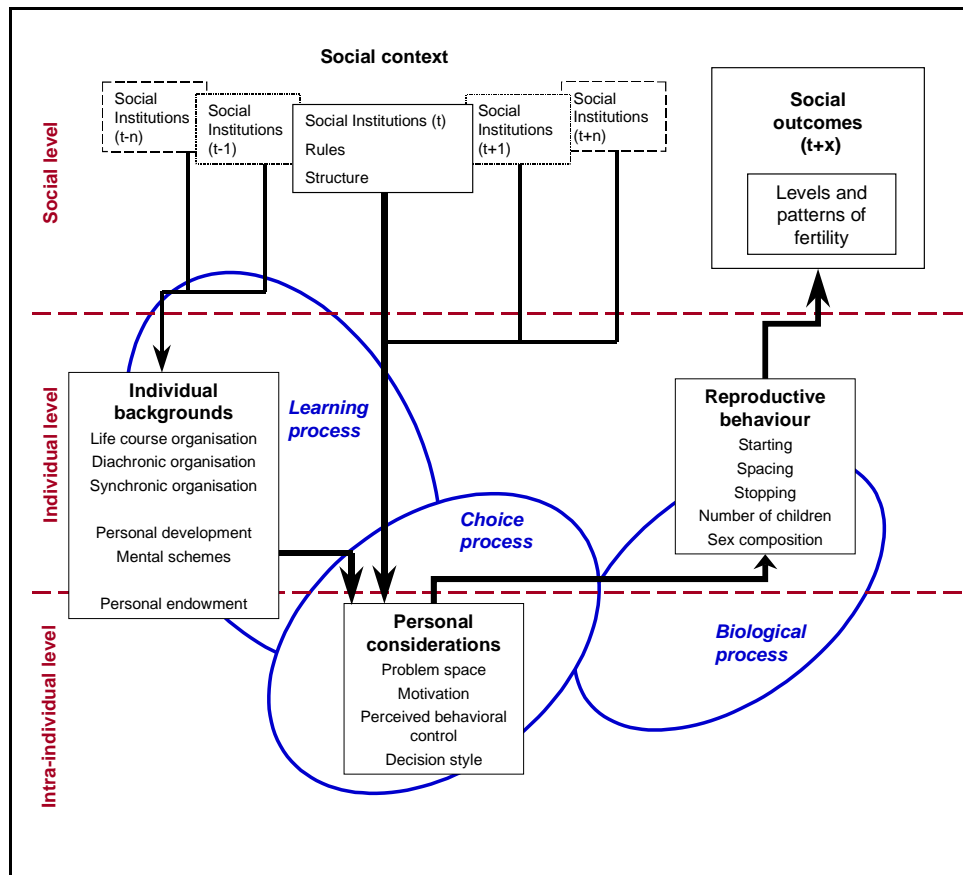 Social context
Social
Institutions
(t-n)
Social
Institutions
(t-1)
Social Institutions (t)
Rules
Structure
Social
Institutions
(t+1)
Social
Institutions
(t+n)
Social
outcomes
(t+x)
Levels and
patterns of
fertility
Social level
Individual level
Intra-individual level
Individual
backgrounds
Life course organisation
Diachronic organisation
Synchronic organisation
Personal development
Mental schemes
Personal endowment
Learning
process
Choice
process
Personal
considerations
Problem space
Motivation
Perceived behavioral
control
Decision style
Reproductive
behaviour
Starting
Spacing
Stopping
Number of children
Sex composition
Biological
process